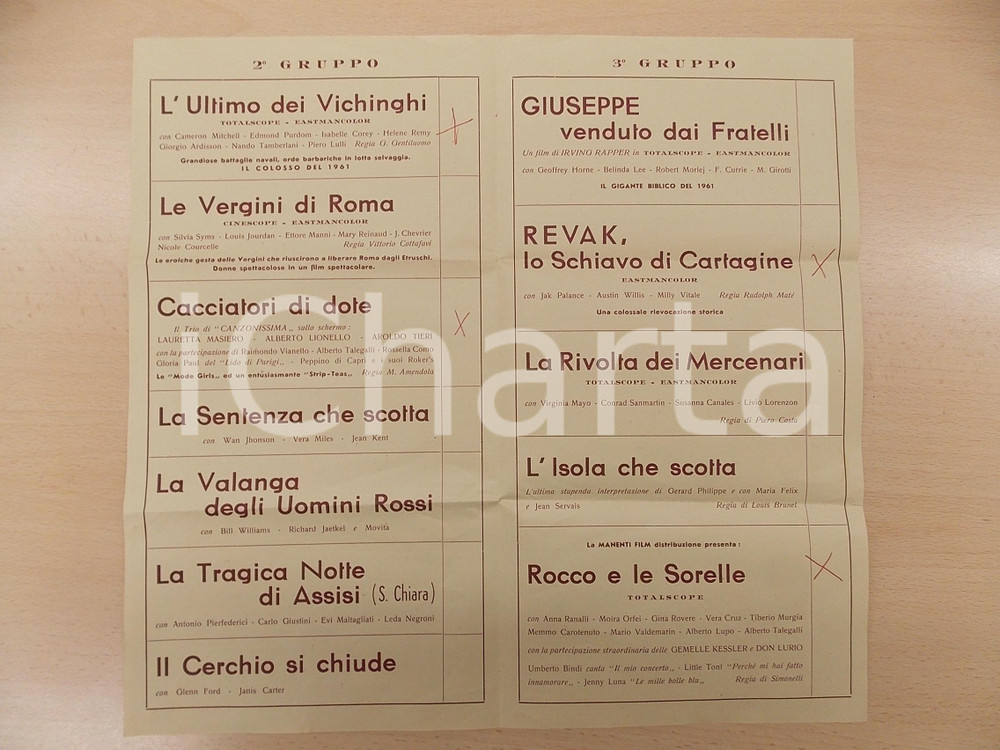 2° GRUPPO
L'Ultimo dei Vichinghi
TOTALSCOPE - EASTMANCOLOR
con Cameron Mitchell - Edmond Purdom - Isabelle Corey - Helene Remy
Giorgio Ardisson - Nando Tamberlani - Piero Lulli Regia G. Gentiluomo
Grandiose battaglie navali, orde barbariche in lotta selvaggia.
IL COLOSSO DEL 1961
Le Vergini di Roma
CINESCOPE - EASTMANCOLOR
con Silvia Syms - Louis Jourdan - Ettore Manni - Mary Reinaud - J. Chevrier
Nicole Courcelle Regia Vittorio Cottafavi
Le eroiche gesta delle Vergini che riuscirono a liberare Roma dagli Etruschi.
Donne spettacolose in un film spettacolare.
Cacciatori di dote
Il Trio di "CANZONISSIMA„ sullo schermo :
LAURETTA MASIERO - ALBERTO LIONELLO - AROLDO TIERI
con la partecipazione di Raimondo Vianello - Alberto Talegalli - Rossella Como
Gloria Paul del "Lido di Parigi„ - Peppino di Capri e i suoi Roker's
Le "Mode Girls„ ed un entusiasmante "Strip-Teas„ Regia M. Amendola
La Sentenza che scotta
con Wan Jhonson - Vera Miles - Jean Kent
La Valanga
degli Uomini Rossi
con Bill Williams - Richard Jaetkel e Movita
La Tragica Notte
di Assisi (S. Chiara)
con Antonio Pierfederici - Carlo Giustini - Evi Maltagliati - Leda Negroni
Il Cerchio si chiude
con Glenn Ford - Janis Carter
3° GRUPPO
GIUSEPPE
venduto dai Fratelli
Un film di IRVING RAPPER in TOTALSCOPE - EASTMANCOLOR
con Geoffrey Horne - Belinda Lee - Robert Morlej - F. Currie - M. Girotti
IL GIGANTE BIBLICO DEL 1961
REVAK,
lo Schiavo di Cartagine
EASTMANCOLOR
con Jak Palance - Austin Willis - Milly Vitale Regia Rudolph Maté
Una colossale rievocazione storica
La Rivolta dei Mercenari
TOTALSCOPE - EASTMANCOLOR
con Virginia Mayo - Conrad Sanmartin - Susanna Canales - Livio Lorenzon
Regia di Piero Costa
L'Isola che scotta
L'ultima stupenda interpretazione di Gerard Philippe e con Maria Felix
e Jean Servais Regia di Louis Brunel
La MANENTI FILM distribuzione presenta :
Rocco e le Sorelle
TOTALSCOPE
con Anna Ranalli - Moira Orfei - Gina Rovere - Vera Cruz - Tiberio Murgia
Memmo Carotenuto - Mario Valdemarin - Alberto Lupo - Alberto Talegalli
con la partecipazione straordinaria delle GEMELLE KESSLER e DON LURIO
Umberto Bindi canta "Il mio concerto„ - Little Toni "Perchè mi hai fatto
innamorare„ - Jenny Luna "Le mille bolle blu„ Regia di Simonelli
iCharta